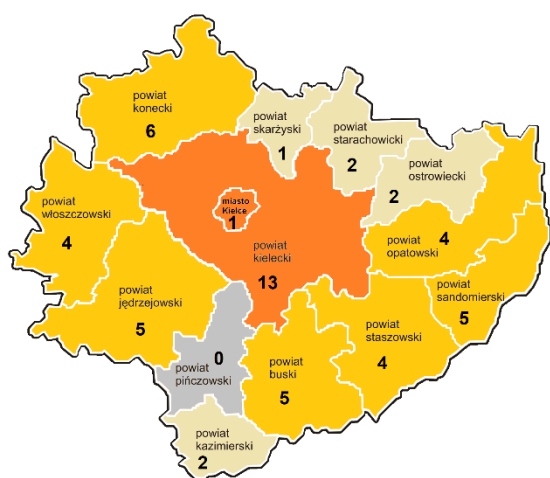 powiat
konecki
6
powiat
skarżyski
1
powiat
starachowicki
2
powiat
ostrowiecki
2
powiat
włoszczowski
4
miasto
Kielce
1
powiat
kielecki
13
4
powiat
opatowski
powiat
sandomierski
5
powiat
jędrzejowski
5
0
powiat
pińczowski
powiat
buski
5
powiat
staszowski
4
powiat
kazimierski
2